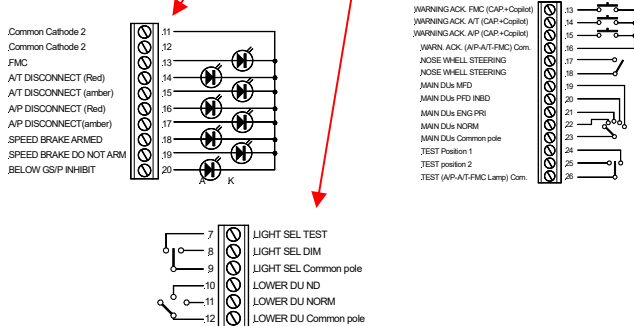 Common Cathode 2 11
Common Cathode 2 12
FMC 13
A/T DISCONNECT (Red) 14
A/T DISCONNECT (amber) 15
A/P DISCONNECT (Red) 16
A/P DISCONNECT(amber) 17
SPEED BRAKE ARMED 18
SPEED BRAKE DO NOT ARM 19
BELOW GS/P INHIBIT 20
A K
WARNING ACK. FMC (CAP.+Copilot) 13
WARNING ACK. A/T (CAP.+Copilot) 14
WARNING ACK. A/P (CAP.+Copilot) 15
WARN. ACK. (A/P-A/T-FMC) Com. 16
NOSE WHELL STEERING 17
NOSE WHELL STEERING 18
MAIN DUs MFD 19
MAIN DUs PFD INBD 20
MAIN DUs ENG PRI 21
MAIN DUs NORM 22
MAIN DUs Common pole 23
TEST Position 1 24
TEST position 2 25
TEST (A/P-A/T-FMC Lamp) Com. 26
7 LIGHT SEL TEST
8 LIGHT SEL DIM
9 LIGHT SEL Common pole
10 LOWER DU ND
11 LOWER DU NORM
12 LOWER DU Common pole